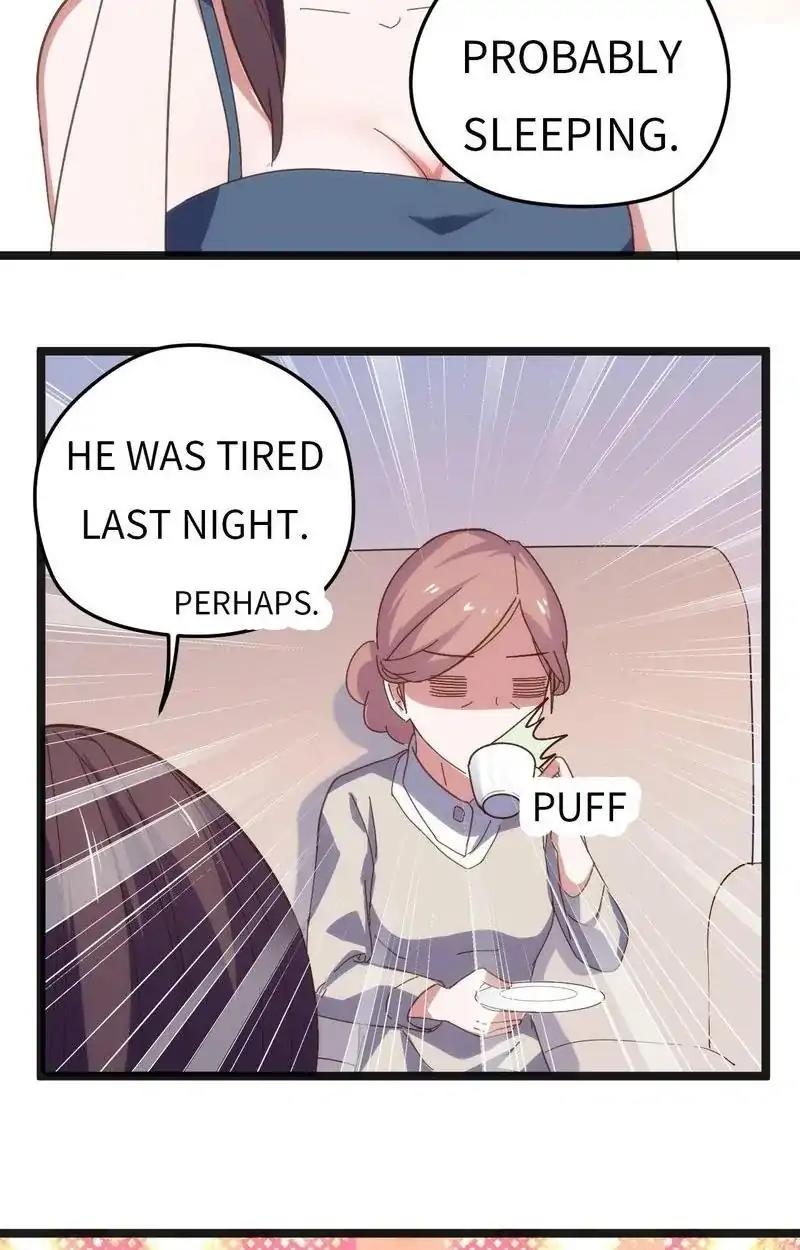 PROBABLY
SLEEPING.
HE WAS TIRED
LAST NIGHT.
PERHAPS.
PUFF